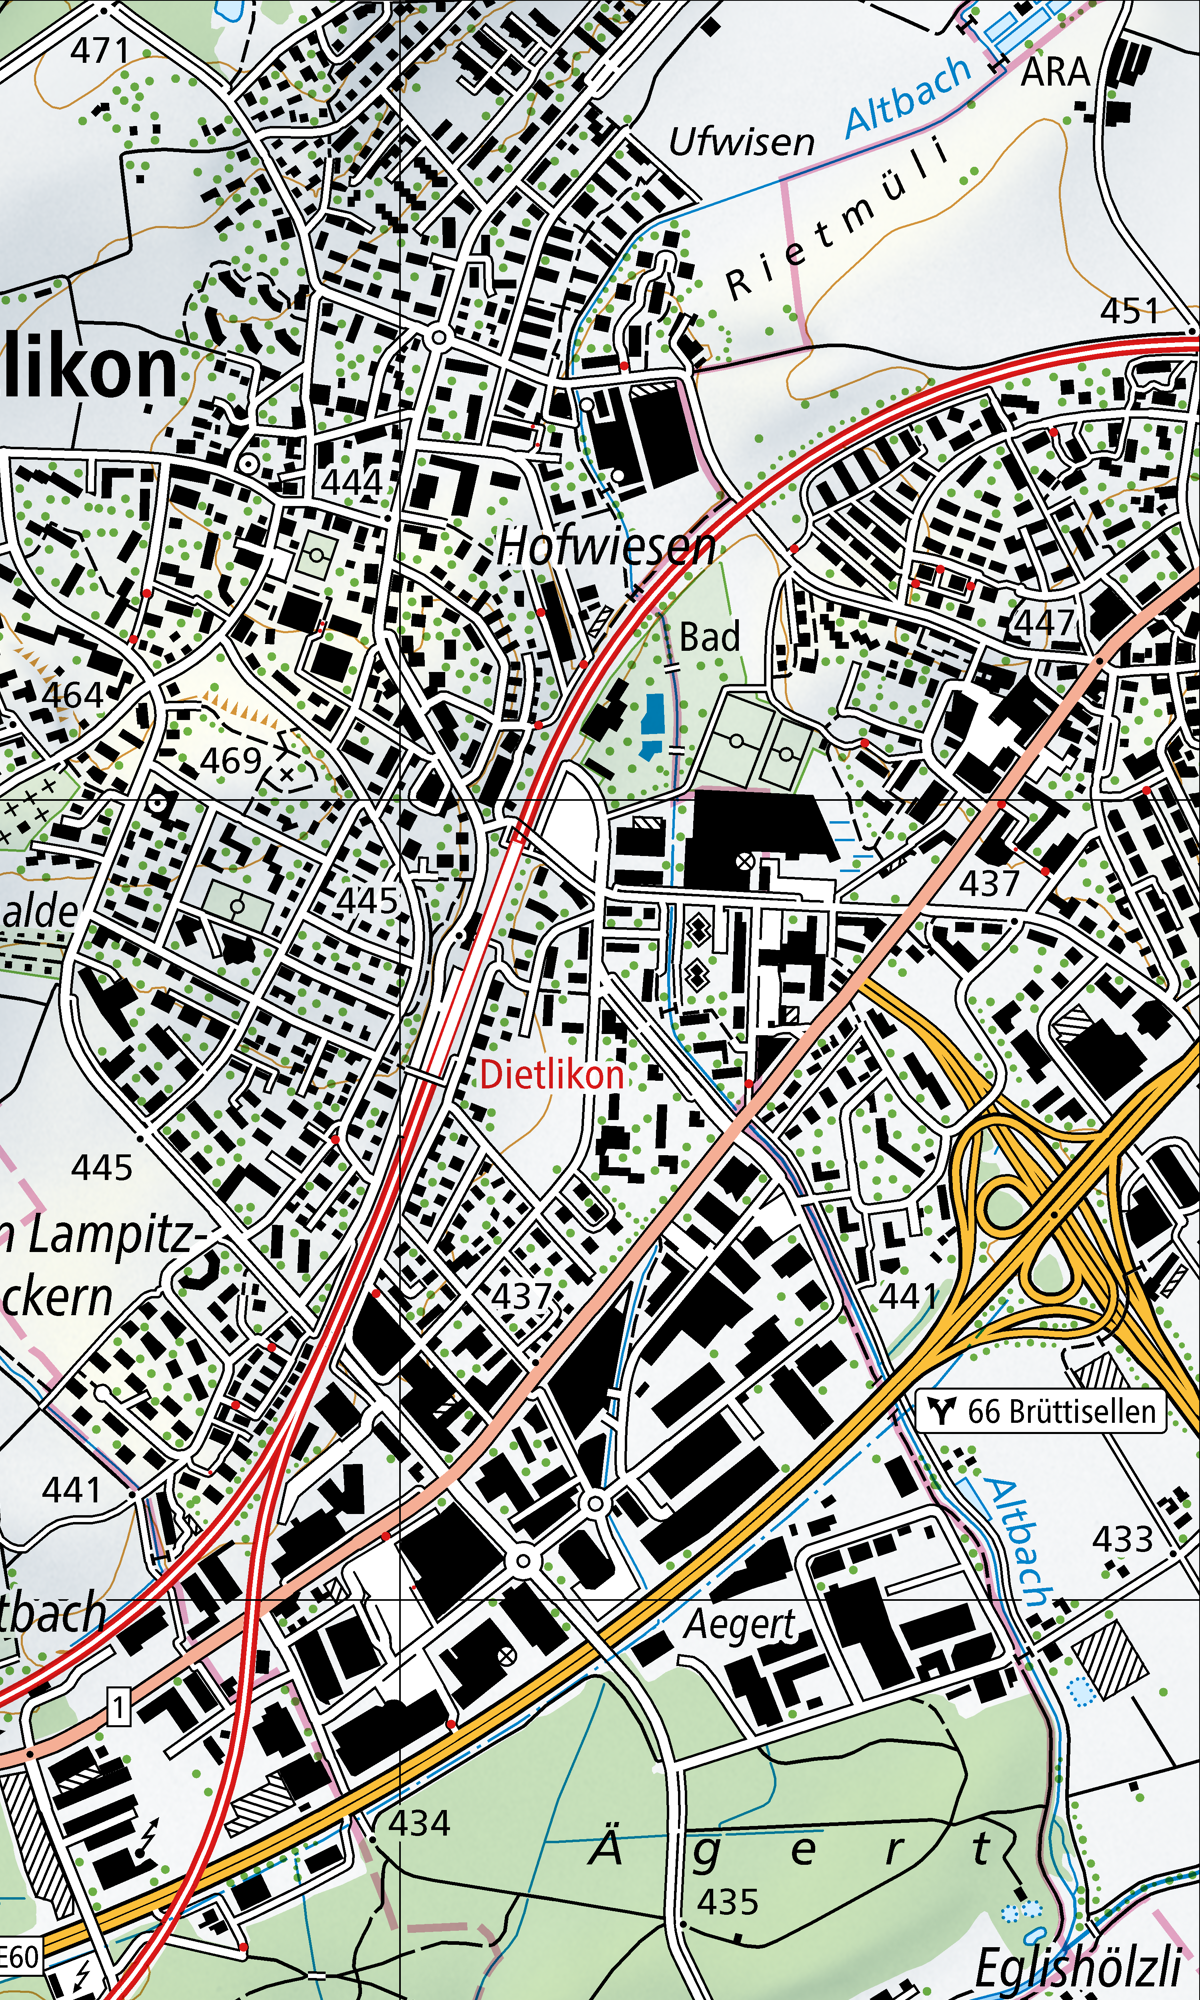 471
ARA
Altbach
Ufwisen
Rietmüli
451
likon
444
Hofwiesen
447
Bad
464
469
437
445
alde
Dietlikon
445
n Lampitz-
ckern
437
441
66 Brüttisellen
441
Altbach
433
tbach
Aegert
1
434
Ägert
435
E60
Eglishölzli